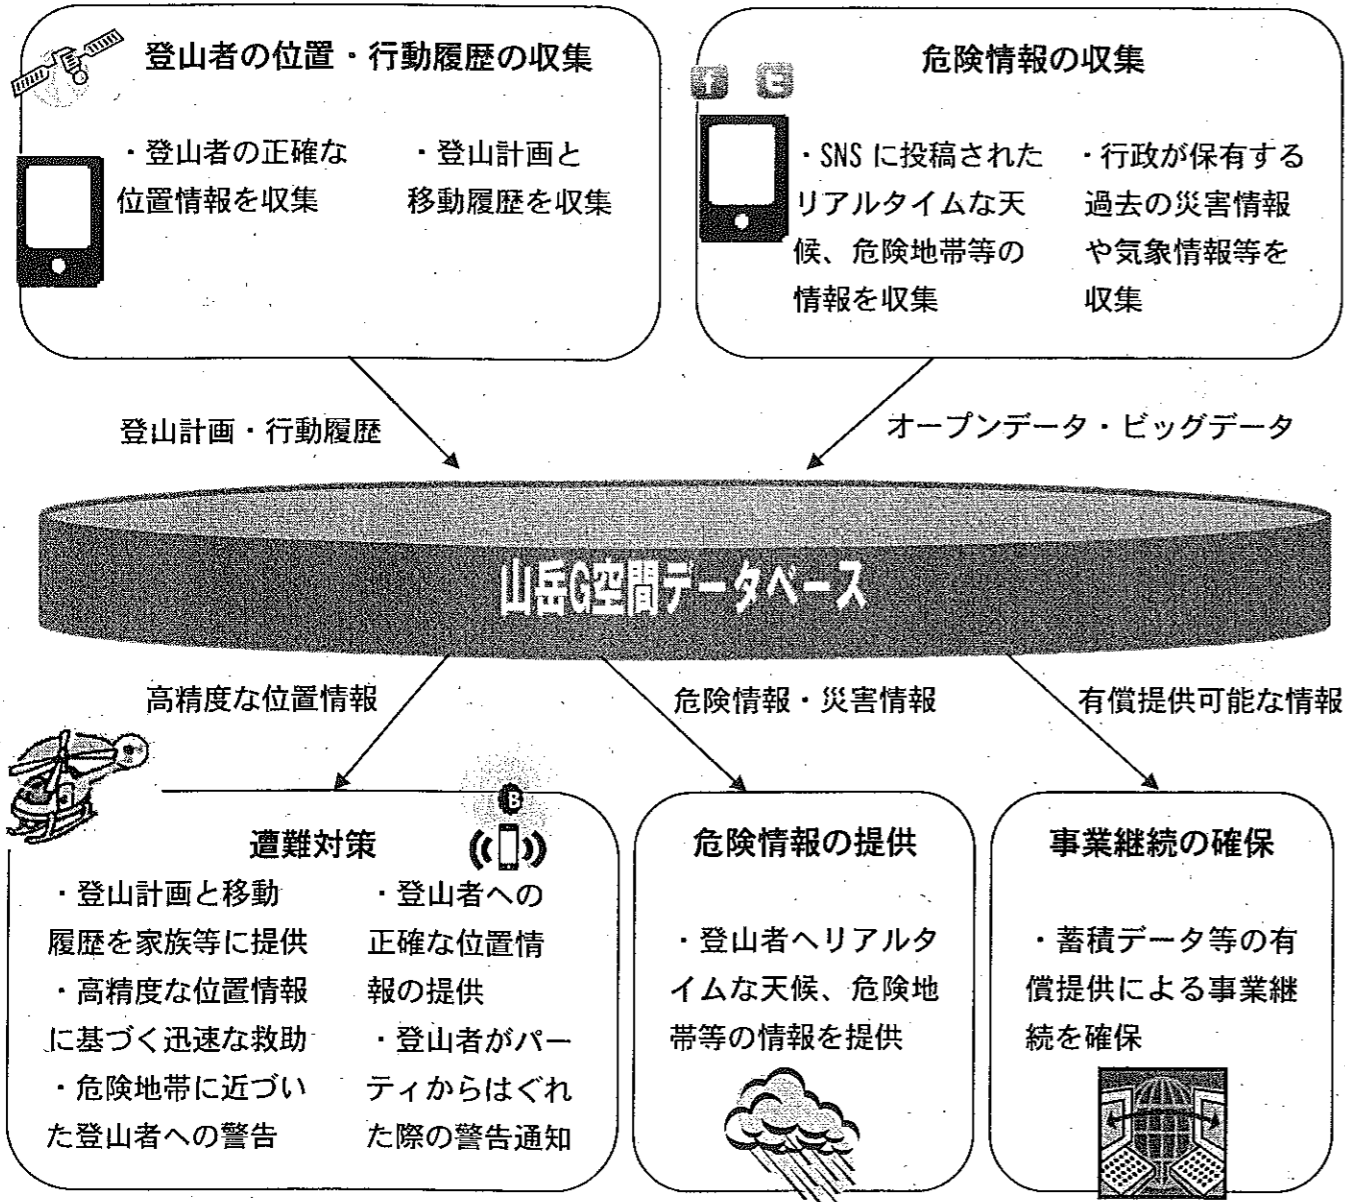 登山者の位置・行動履歴の収集
・登山者の正確な
位置情報を収集
・登山計画と
移動履歴を収集
危険情報の収集
f
t
・SNSに投稿された
リアルタイムな天
候、危険地帯等の
情報を収集
・行政が保有する
過去の災害情報
や気象情報等を
収集
登山計画・行動履歴
オープンデータ・ビッグデータ
山岳G空間データベース
高精度な位置情報
危険情報・災害情報
有償提供可能な情報
遭難対策
B
・登山計画と移動
履歴を家族等に提供
・高精度な位置情報
に基づく迅速な救助
・危険地帯に近づい
た登山者への警告
・登山者への
正確な位置情
報の提供
・登山者がパー
ティからはぐれ
た際の警告通知
危険情報の提供
・登山者へリアルタ
イムな天候、危険地
帯等の情報を提供
事業継続の確保
・蓄積データ等の有
償提供による事業継
続を確保